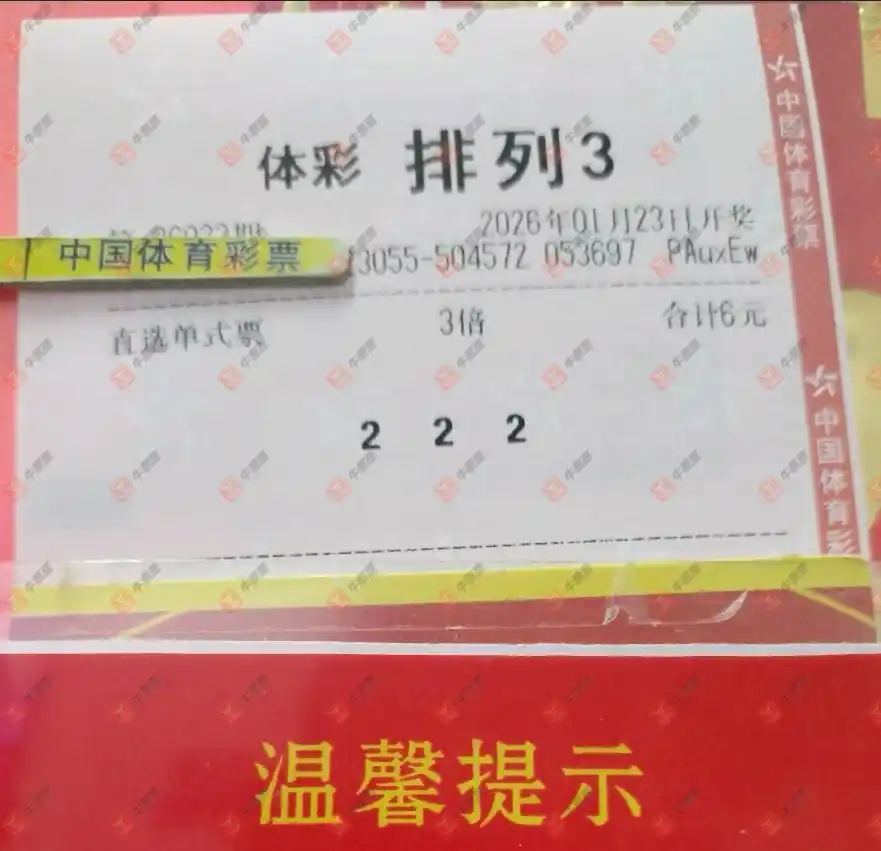 体彩 排列3
2026年01月23日开奖
中国体育彩票
3055-504572 053697 PAuxEw
直选单式票 3倍 合计6元
2 2 2
中国体育彩票
中国体育彩
温馨提示